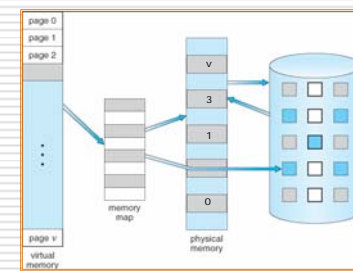 page 0
page 1
page 2
page v
virtual
memory
memory
map
v
3
1
0
physical
memory